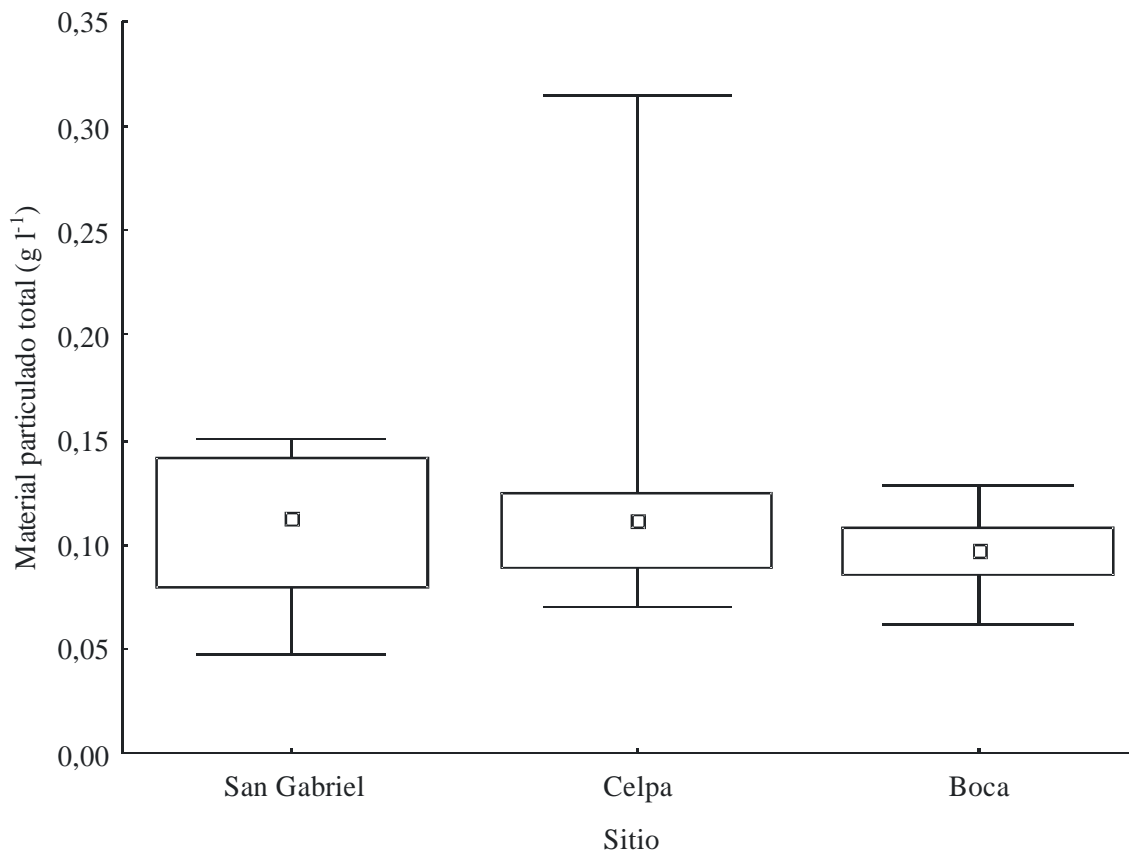 Material particulado total (g l⁻¹)
0,35
0,30
0,25
0,20
0,15
0,10
0,05
0,00
San Gabriel
Celpa
Boca
Sitio